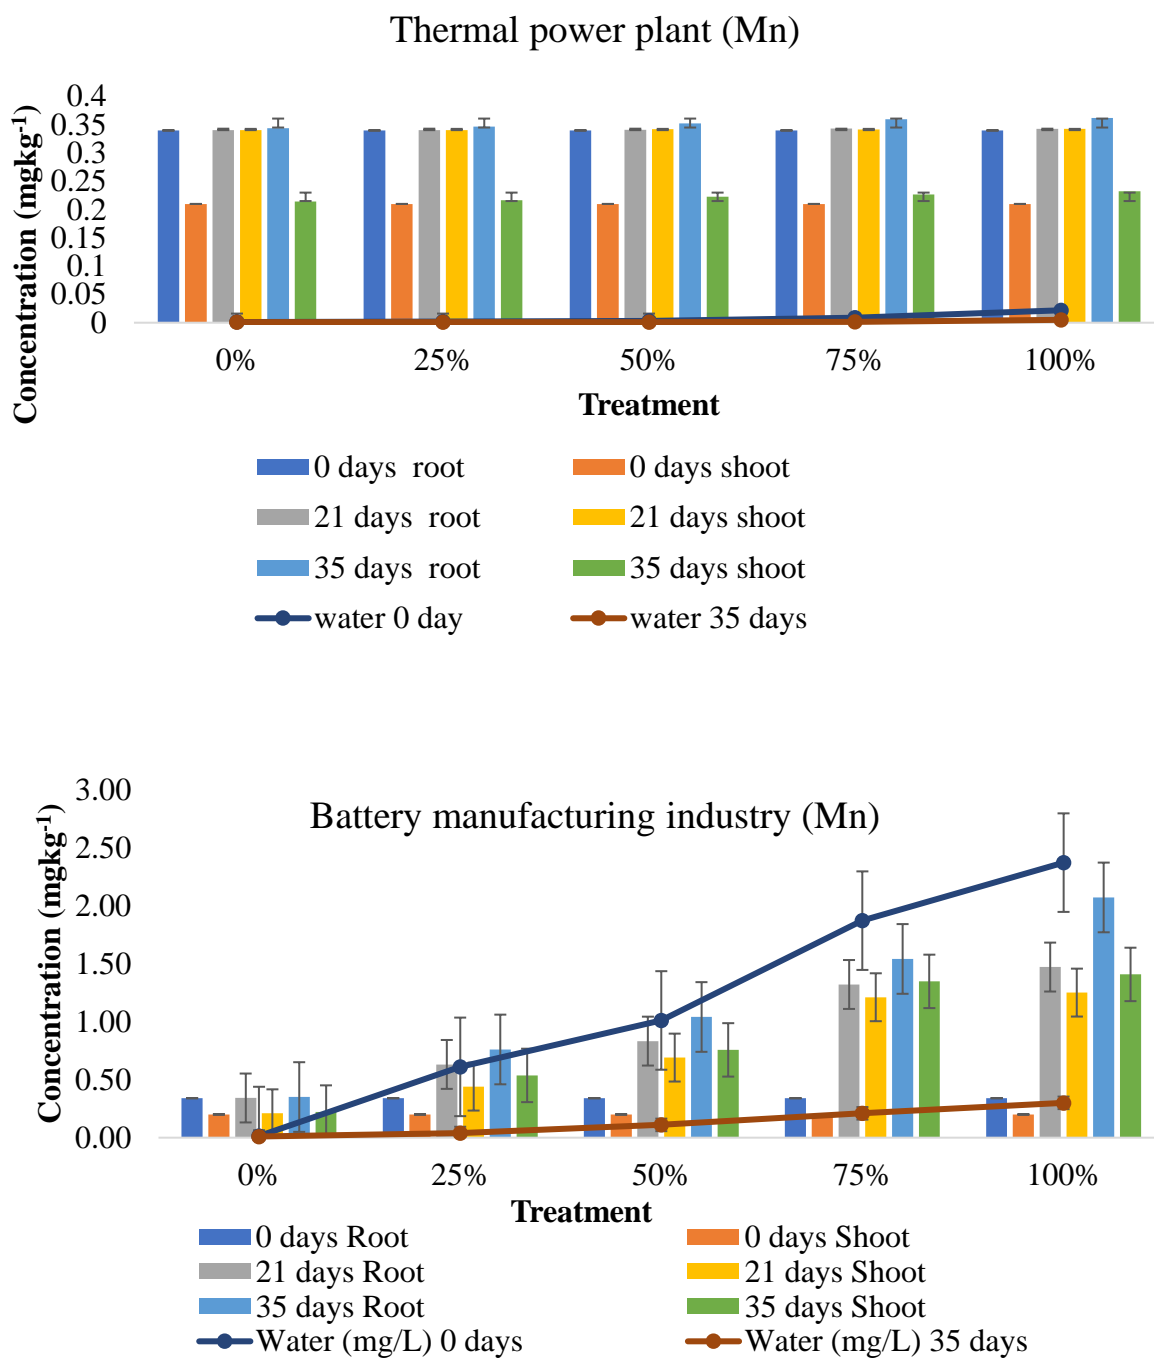 Thermal power plant (Mn)
Concentration (mgkg-1)
0.4
0.35
0.3
0.25
0.2
0.15
0.1
0.05
0
0% 25% 50% 75% 100%
Treatment
0 days root 0 days shoot
21 days root 21 days shoot
35 days root 35 days shoot
water 0 day water 35 days
Battery manufacturing industry (Mn)
Concentration (mgkg-1)
3.00
2.50
2.00
1.50
1.00
0.50
0.00
0% 25% 50% 75% 100%
Treatment
0 days Root 0 days Shoot
21 days Root 21 days Shoot
35 days Root 35 days Shoot
Water (mg/L) 0 days Water (mg/L) 35 days